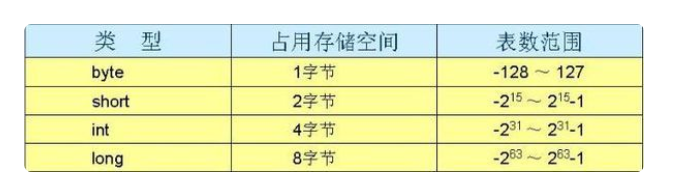 类 型 占用存储空间 表数范围
byte 1字节 -128 ～ 127
short 2字节 -2¹⁵ ～ 2¹⁵-1
int 4字节 -2³¹ ～ 2³¹-1
long 8字节 -2⁶³ ～ 2⁶³-1